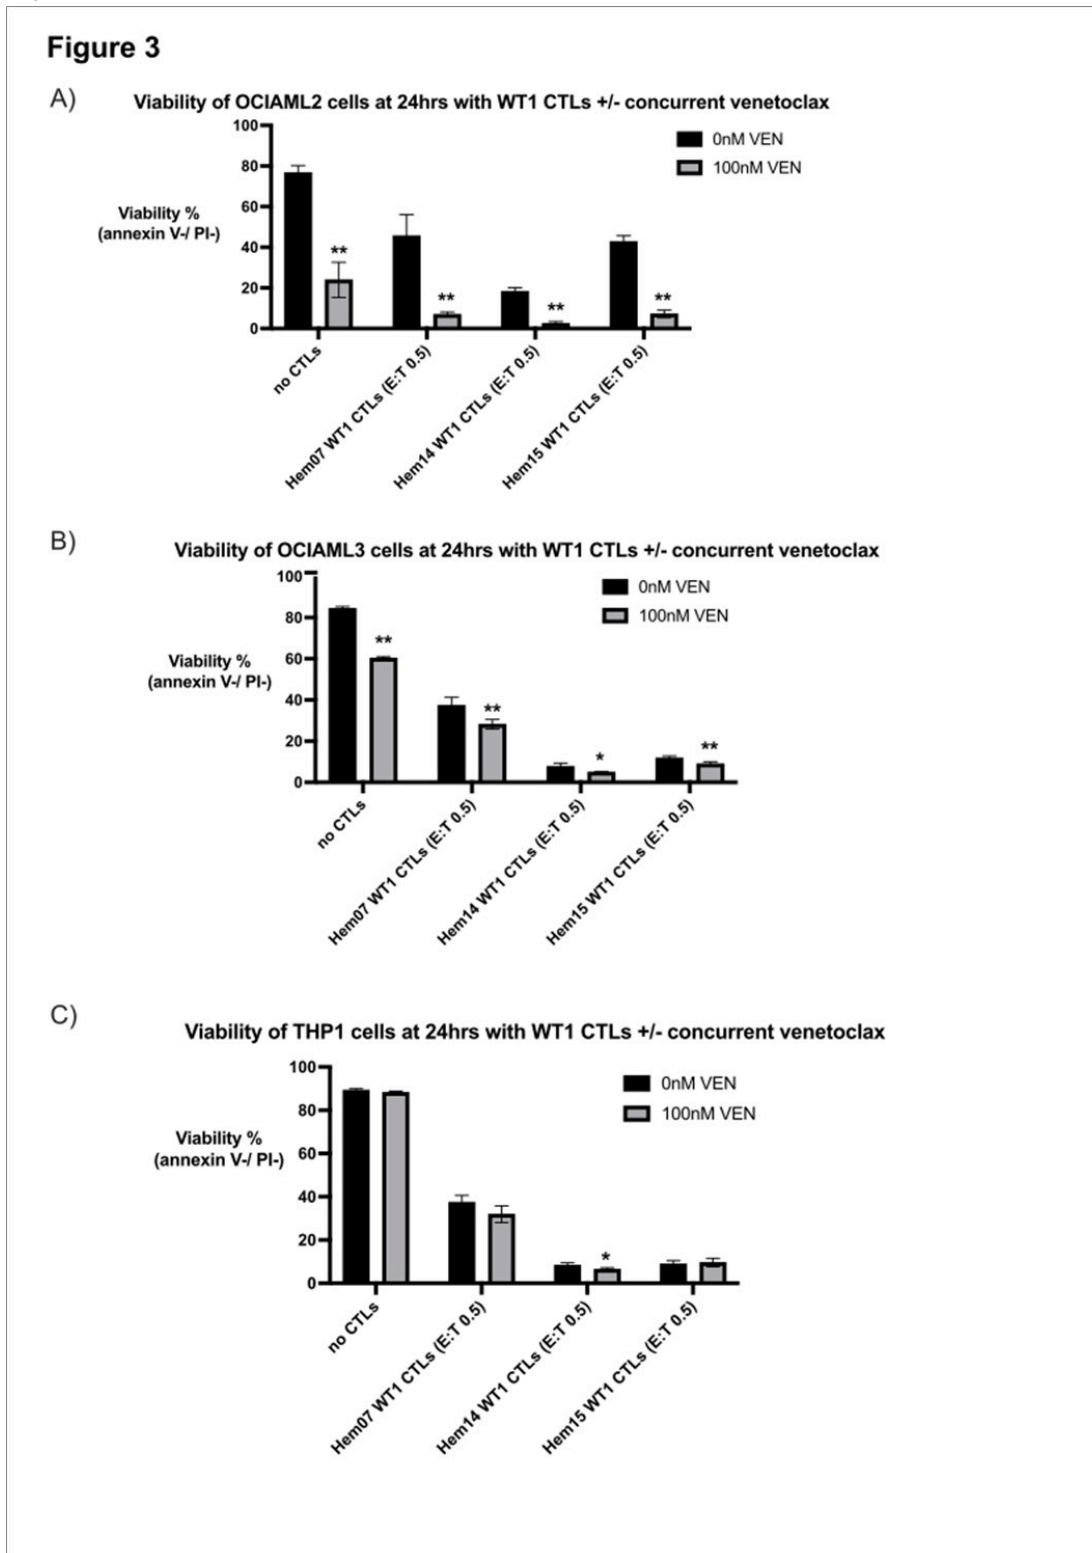 Figure 3
A)
Viability of OCIAML2 cells at 24hrs with WT1 CTLs +/- concurrent venetoclax
100
80
60
40
20
0
Viability %
(annexin V-/ PI-)
0nM VEN
100nM VEN
**
**
**
**
no CTLs
Hem07 WT1 CTLs (E:T 0.5)
Hem14 WT1 CTLs (E:T 0.5)
Hem15 WT1 CTLs (E:T 0.5)
B)
Viability of OCIAML3 cells at 24hrs with WT1 CTLs +/- concurrent venetoclax
100
80
60
40
20
0
Viability %
(annexin V-/ PI-)
0nM VEN
100nM VEN
**
**
*
**
no CTLs
Hem07 WT1 CTLs (E:T 0.5)
Hem14 WT1 CTLs (E:T 0.5)
Hem15 WT1 CTLs (E:T 0.5)
C)
Viability of THP1 cells at 24hrs with WT1 CTLs +/- concurrent venetoclax
100
80
60
40
20
0
Viability %
(annexin V-/ PI-)
0nM VEN
100nM VEN
*
no CTLs
Hem07 WT1 CTLs (E:T 0.5)
Hem14 WT1 CTLs (E:T 0.5)
Hem15 WT1 CTLs (E:T 0.5)